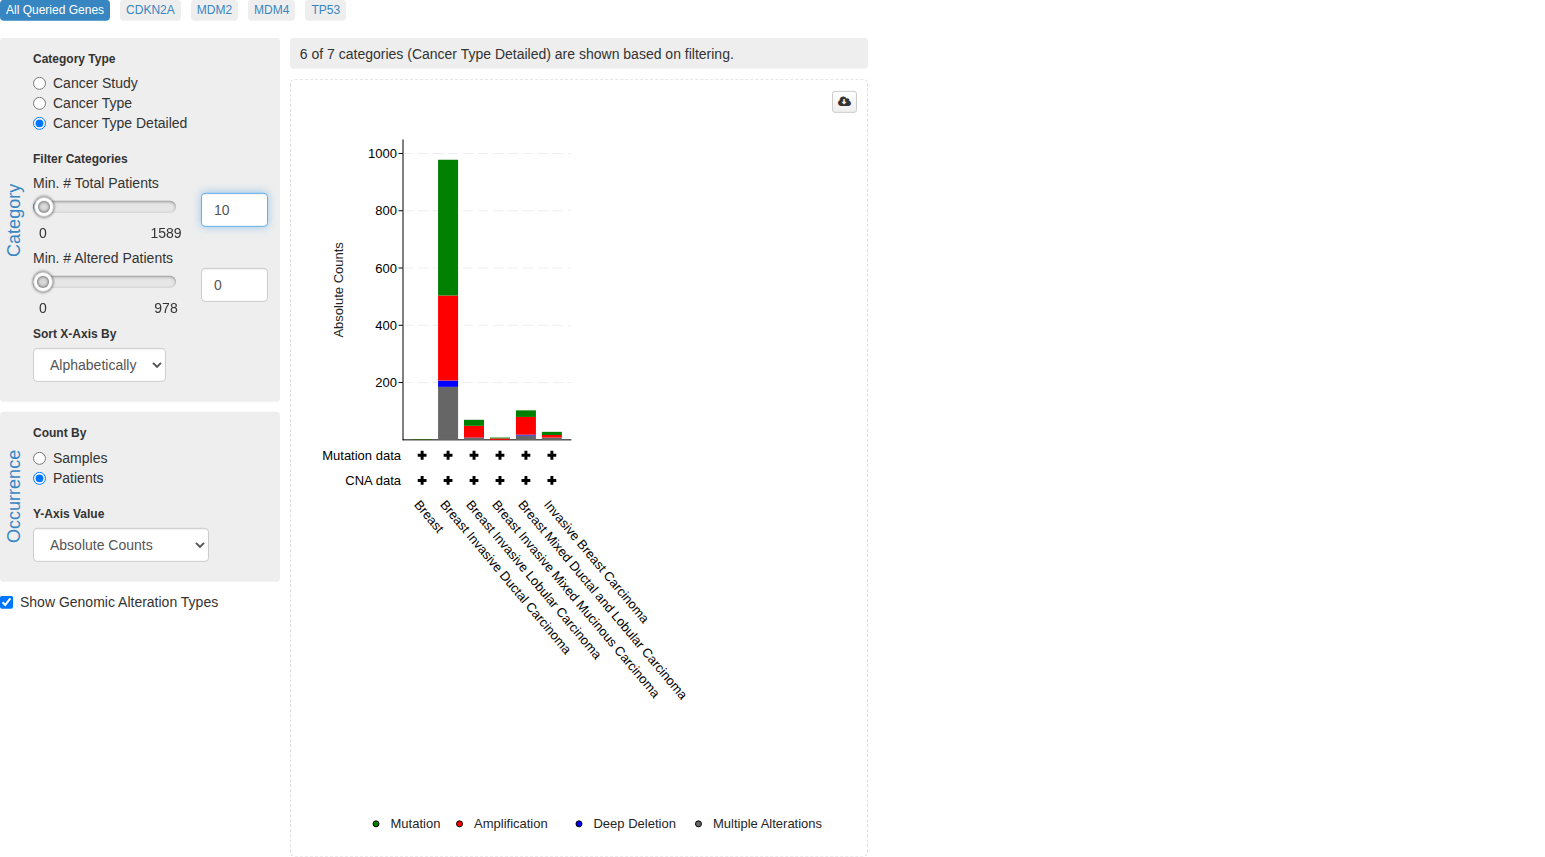 All Queried Genes CDKN2A MDM2 MDM4 TP53
Category
Category Type
Cancer Study
Cancer Type
Cancer Type Detailed
Filter Categories
Min. # Total Patients
10
0 1589
Min. # Altered Patients
0
0 978
Sort X-Axis By
Alphabetically
Occurrence
Count By
Samples
Patients
Y-Axis Value
Absolute Counts
Show Genomic Alteration Types
6 of 7 categories (Cancer Type Detailed) are shown based on filtering.
Absolute Counts
1000
800
600
400
200
Mutation data
CNA data
Breast
Breast Invasive Ductal Carcinoma
Breast Invasive Lobular Carcinoma
Breast Invasive Mixed Mucinous Carcinoma
Breast Mixed Ductal and Lobular Carcinoma
Invasive Breast Carcinoma
Mutation Amplification Deep Deletion Multiple Alterations